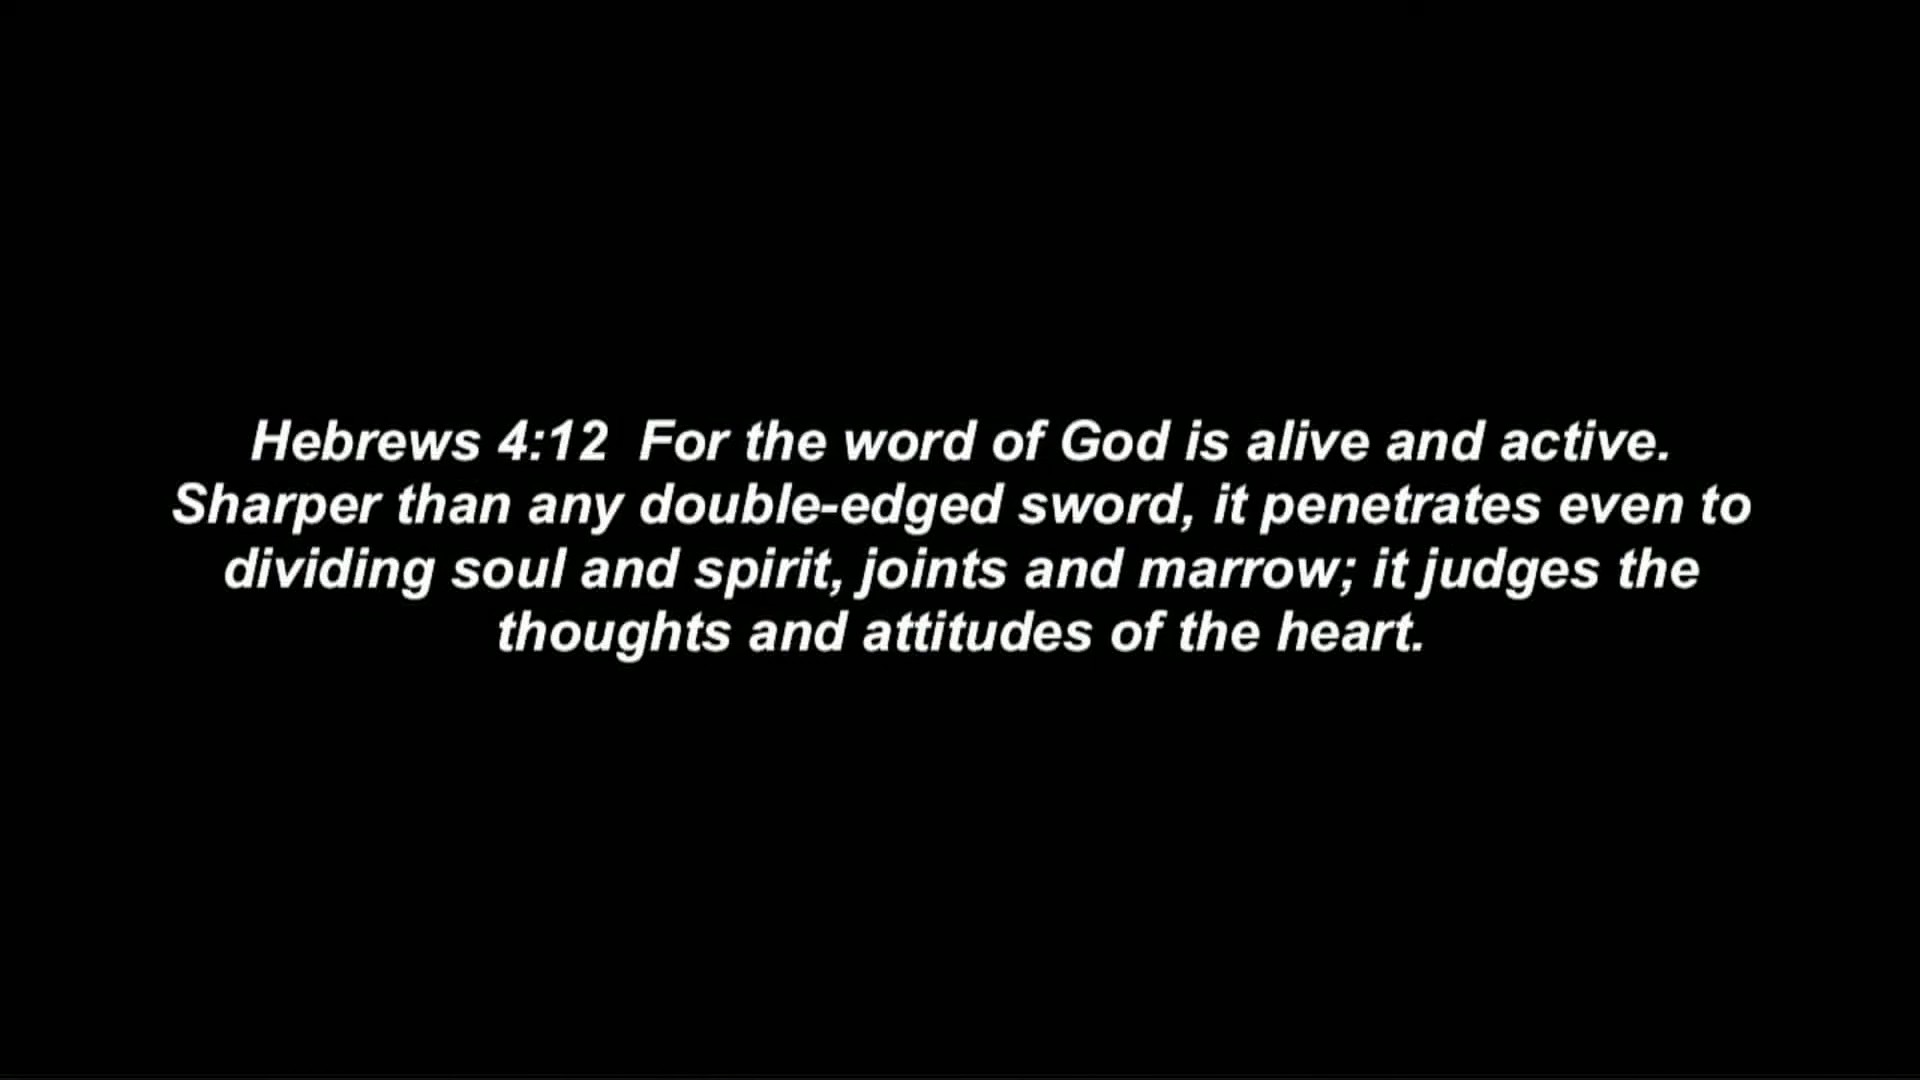 Hebrews 4:12  For the word of God is alive and active.
Sharper than any double-edged sword, it penetrates even to
dividing soul and spirit, joints and marrow; it judges the
thoughts and attitudes of the heart.